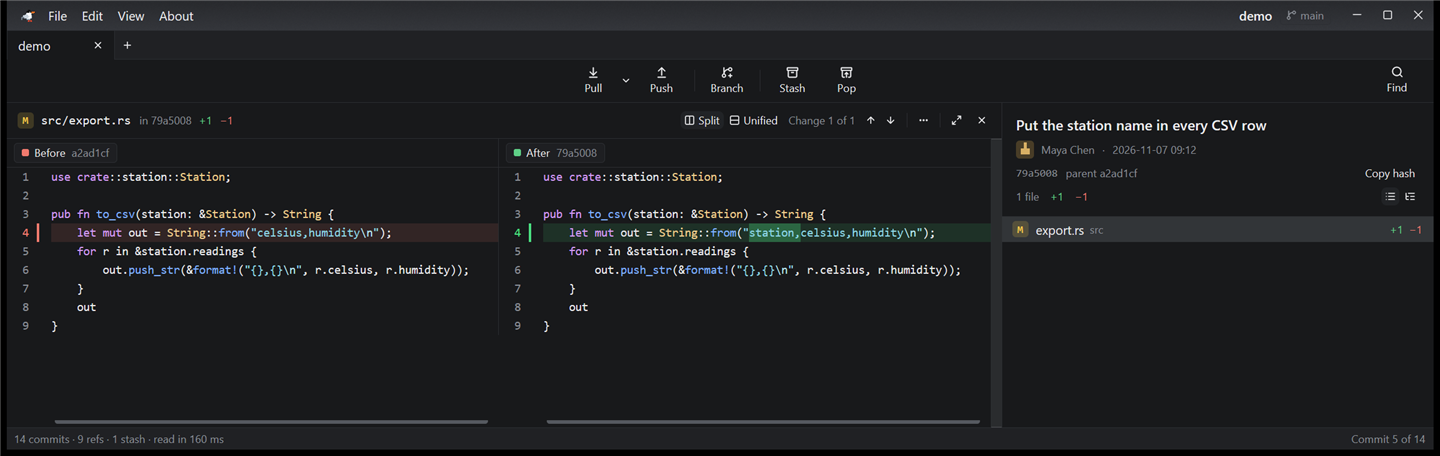 File Edit View About demo main
demo
Pull Push Branch Stash Pop Find
M src/export.rs in 79a5008 +1 −1 Split Unified Change 1 of 1
Before a2ad1cf
1 use crate::station::Station;
2
3 pub fn to_csv(station: &Station) -> String {
4 let mut out = String::from("celsius,humidity\n");
5 for r in &station.readings {
6 out.push_str(&format!("{},{}\n", r.celsius, r.humidity));
7 }
8 out
9 }
After 79a5008
1 use crate::station::Station;
2
3 pub fn to_csv(station: &Station) -> String {
4 let mut out = String::from("station,celsius,humidity\n");
5 for r in &station.readings {
6 out.push_str(&format!("{},{}\n", r.celsius, r.humidity));
7 }
8 out
9 }
Put the station name in every CSV row
Maya Chen · 2026-11-07 09:12
79a5008 parent a2ad1cf Copy hash
1 file +1 −1
M export.rs src +1 −1
14 commits · 9 refs · 1 stash · read in 160 ms Commit 5 of 14